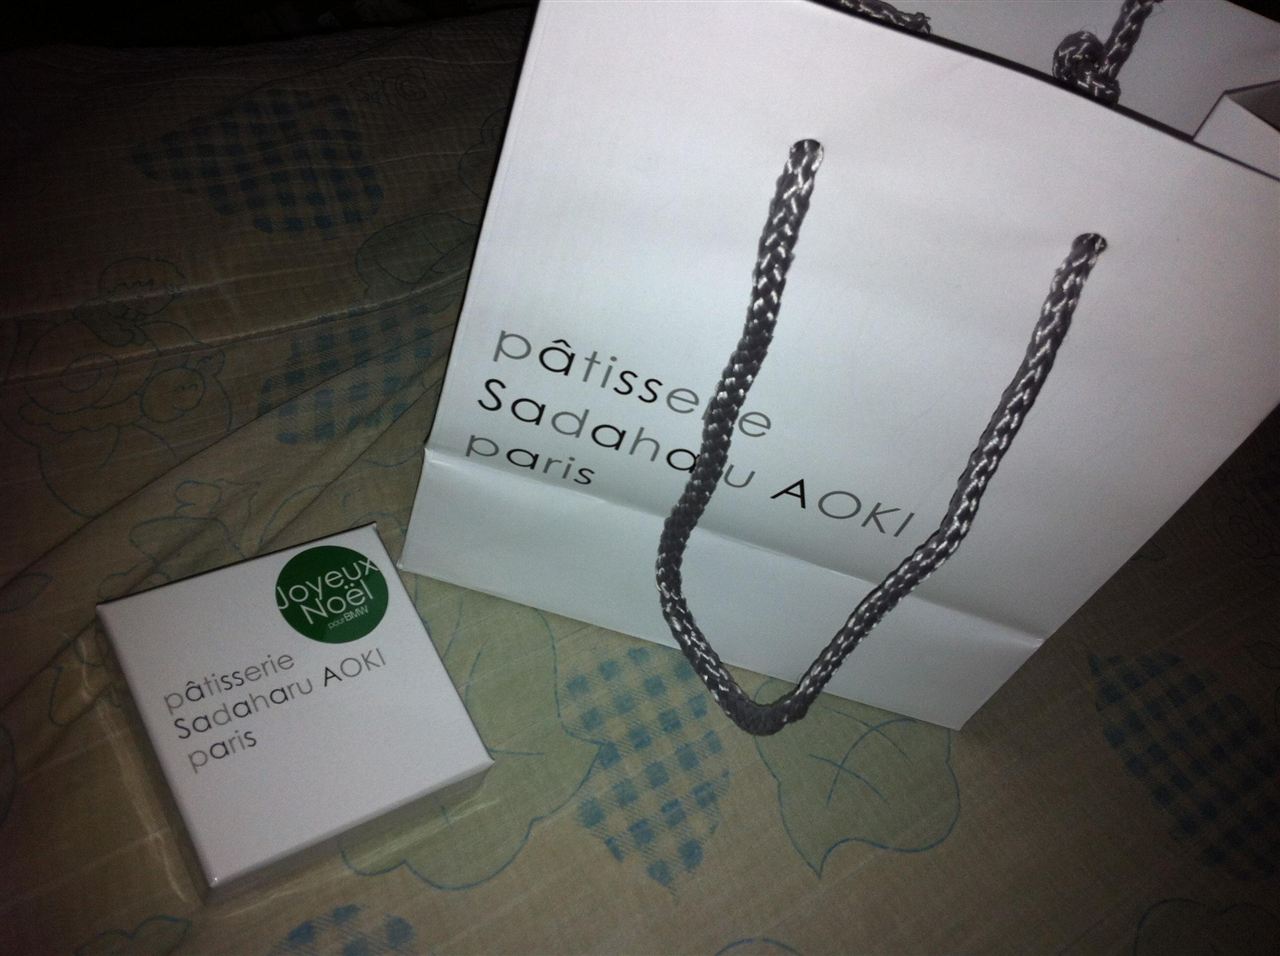 pâtisserie
Sadaharu AOKI
paris
Joyeux
Noël
pour BMW
pâtisserie
Sadaharu AOKI
paris